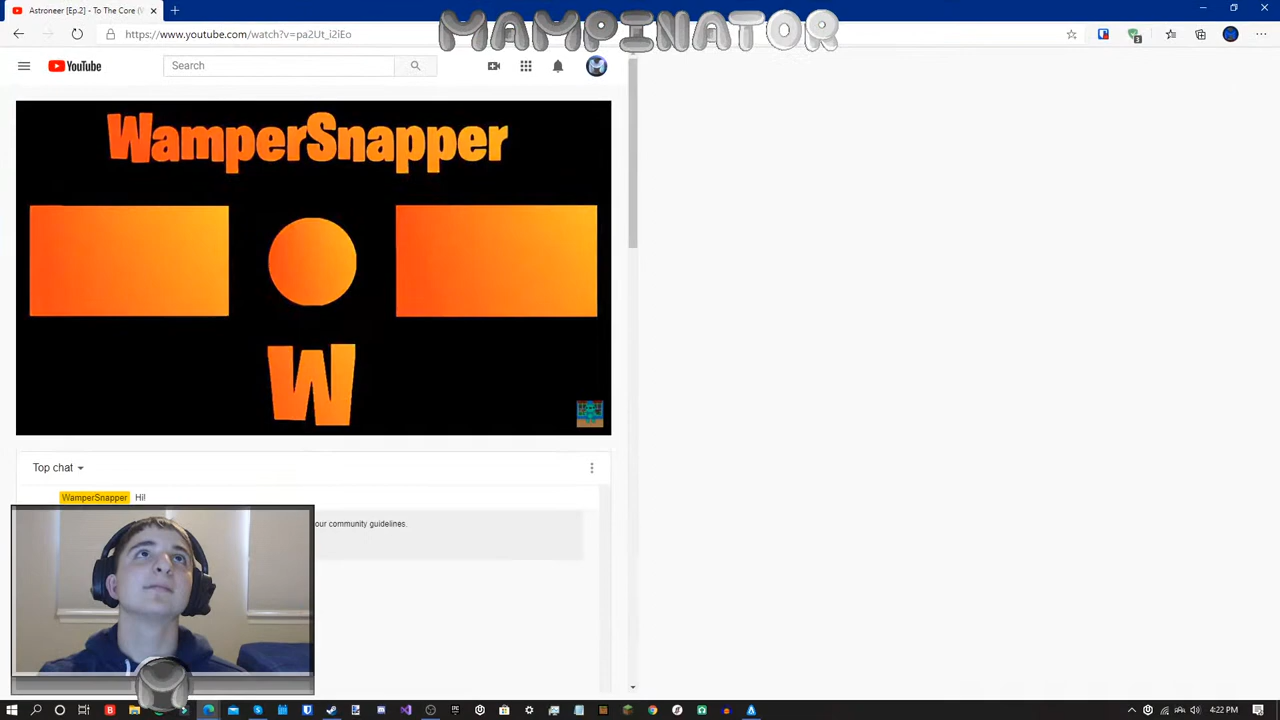 Astroneer [Ep.2] - To The Core (V
MAMPINATOR
https://www.youtube.com/watch?v=pa2Ut_i2iEo
YouTube
Search
M
WamperSnapper
W
Top chat
WamperSnapper Hi!
our community guidelines.
M
4:22 PM